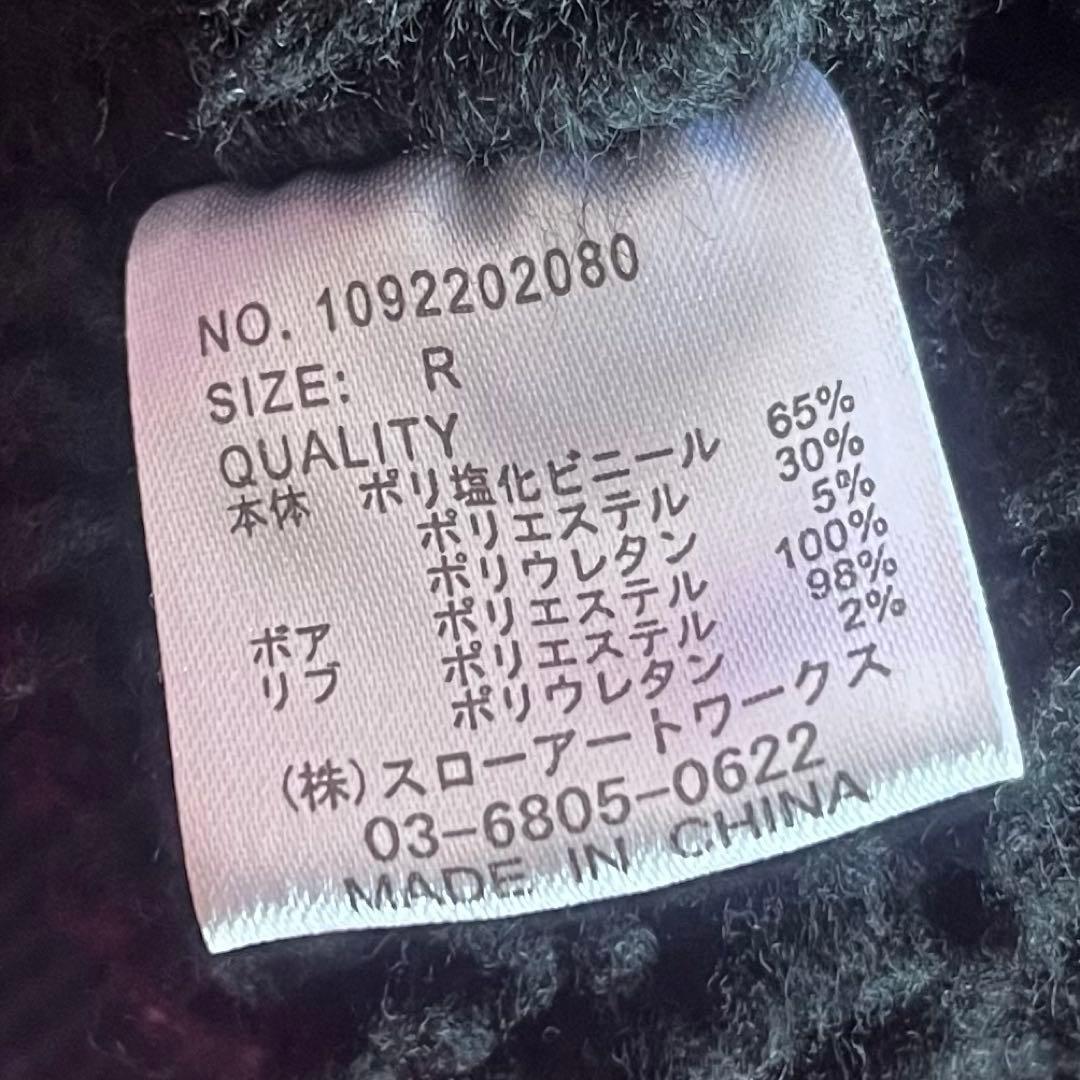 NO. 1092202080
SIZE: R
QUALITY
本体 ポリ塩化ビニール 65%
ポリエステル 30%
ポリウレタン 5%
ボア ポリエステル 100%
リブ ポリエステル 98%
ポリウレタン 2%
(株)スローアートワークス
03-6805-0622
MADE IN CHINA